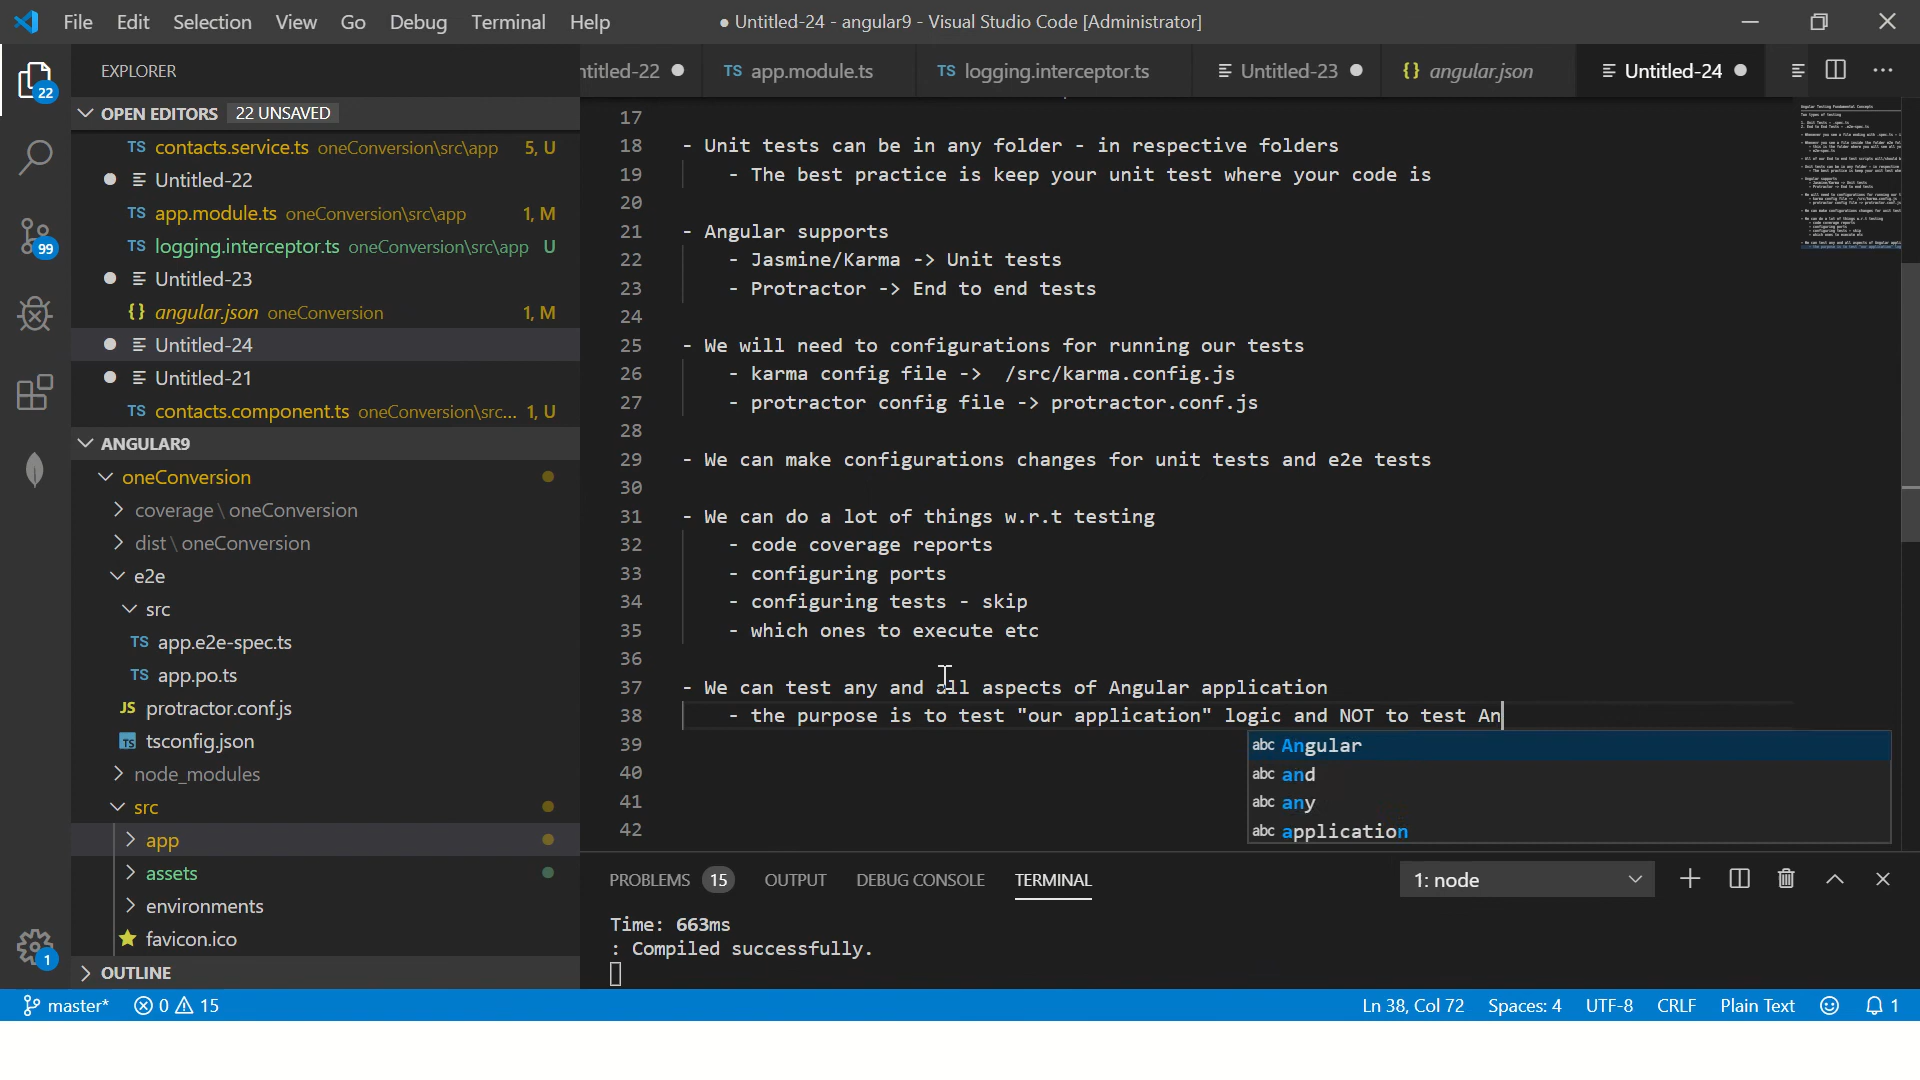 File Edit Selection View Go Debug Terminal Help
● Untitled-24 - angular9 - Visual Studio Code [Administrator]
EXPLORER
ntitled-22
TS app.module.ts
TS logging.interceptor.ts
Untitled-23
{} angular.json
Untitled-24
22
OPEN EDITORS 22 UNSAVED
TS contacts.service.ts oneConversion\src\app 5, U
Untitled-22
TS app.module.ts oneConversion\src\app 1, M
TS logging.interceptor.ts oneConversion\src\app U
99
Untitled-23
{} angular.json oneConversion 1, M
Untitled-24
Untitled-21
TS contacts.component.ts oneConversion\src... 1, U
ANGULAR9
oneConversion
coverage \ oneConversion
dist \ oneConversion
e2e
src
TS app.e2e-spec.ts
TS app.po.ts
JS protractor.conf.js
TS tsconfig.json
node_modules
src
app
assets
environments
favicon.ico
OUTLINE
1
17
18 - Unit tests can be in any folder - in respective folders
19 - The best practice is keep your unit test where your code is
20
21 - Angular supports
22 - Jasmine/Karma -> Unit tests
23 - Protractor -> End to end tests
24
25 - We will need to configurations for running our tests
26 - karma config file -> /src/karma.config.js
27 - protractor config file -> protractor.conf.js
28
29 - We can make configurations changes for unit tests and e2e tests
30
31 - We can do a lot of things w.r.t testing
32 - code coverage reports
33 - configuring ports
34 - configuring tests - skip
35 - which ones to execute etc
36
37 - We can test any and all aspects of Angular application
38 - the purpose is to test "our application" logic and NOT to test An
39
40
41
42
abc Angular
abc and
abc any
abc application
PROBLEMS 15 OUTPUT DEBUG CONSOLE TERMINAL
1: node
Time: 663ms
: Compiled successfully.
master* 0 15
Ln 38, Col 72 Spaces: 4 UTF-8 CRLF Plain Text 1